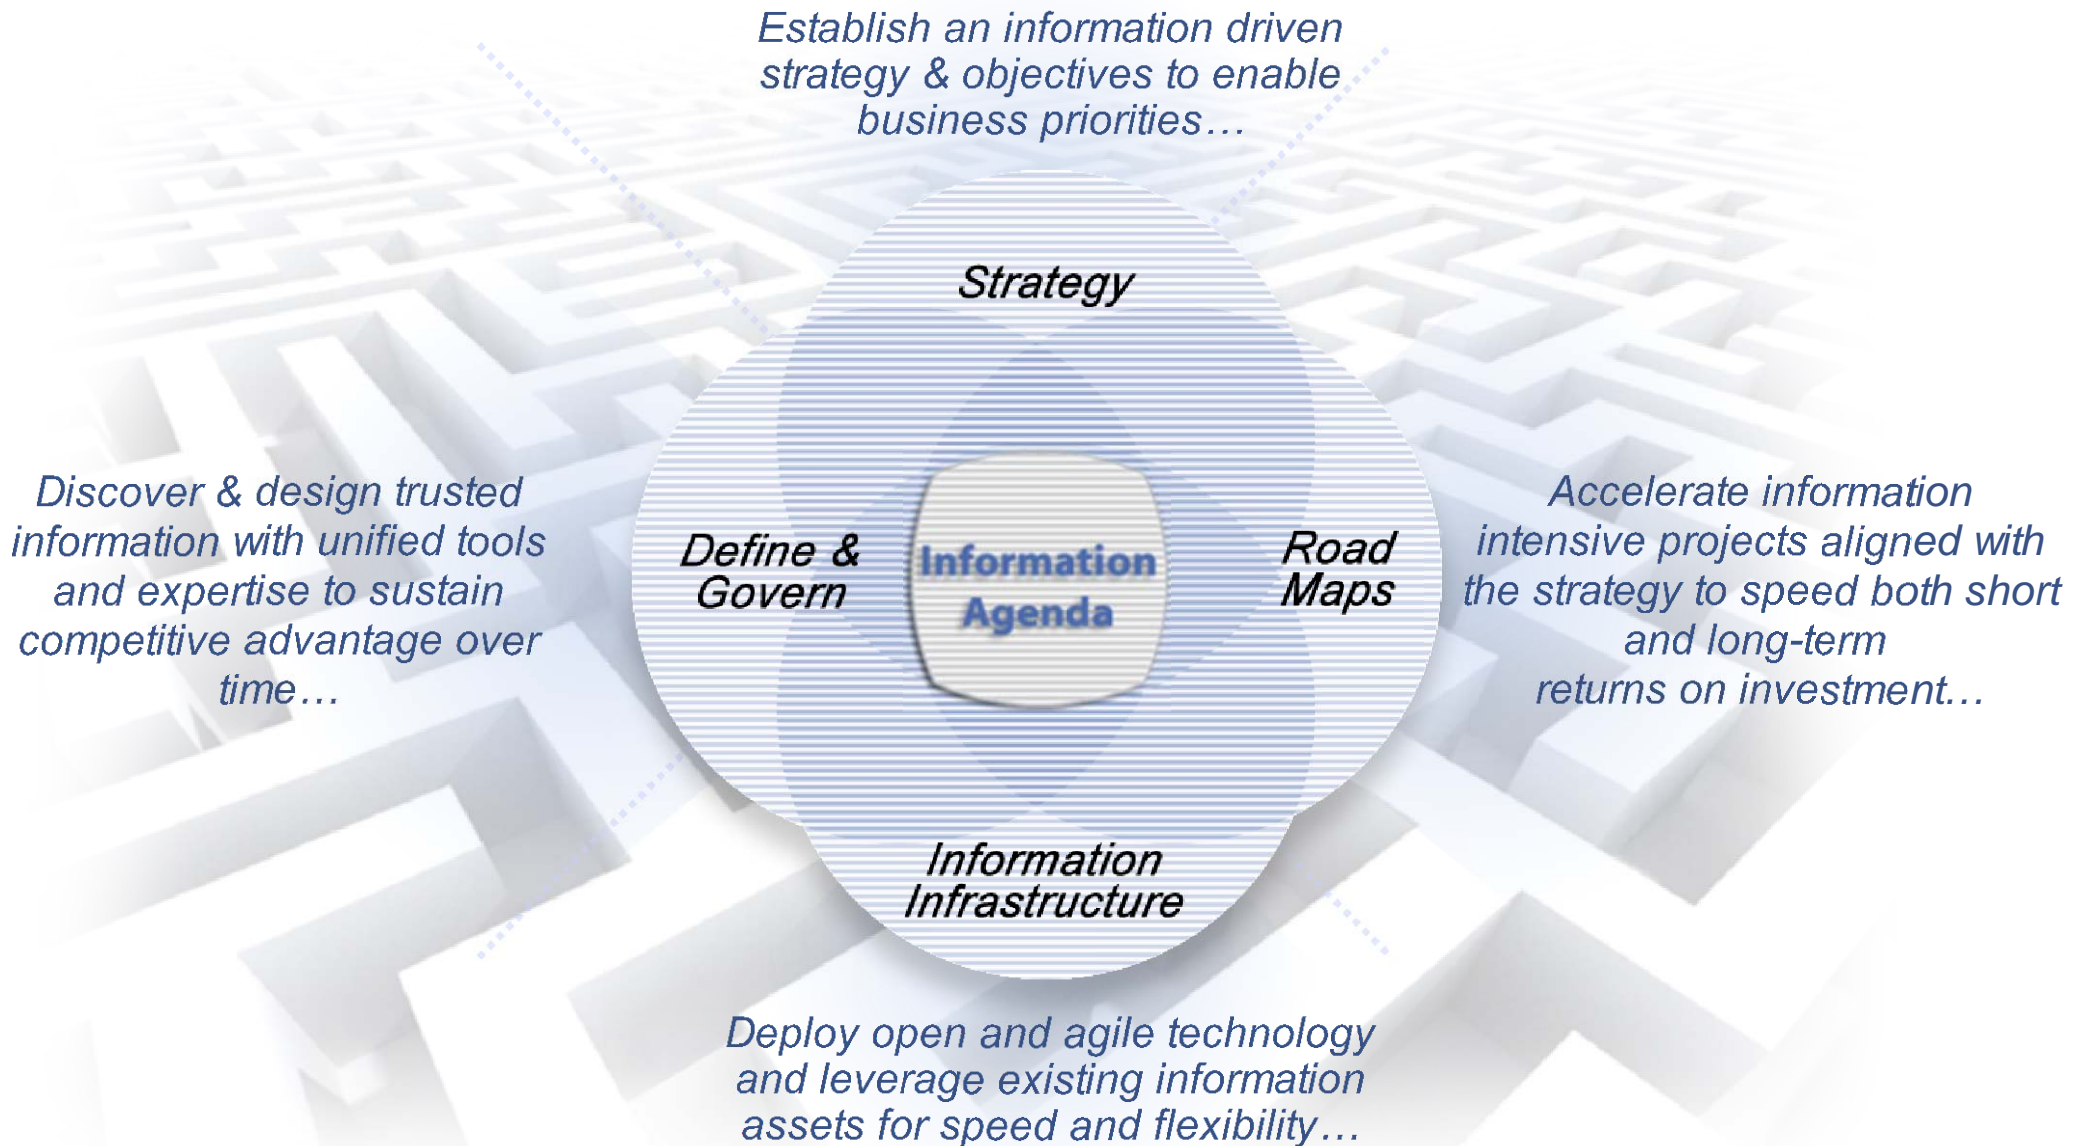 Establish an information driven
strategy & objectives to enable
business priorities…
Strategy
Discover & design trusted
information with unified tools
and expertise to sustain
competitive advantage over
time…
Define &
Govern
Information
Agenda
Road
Maps
Accelerate information
intensive projects aligned with
the strategy to speed both short
and long-term
returns on investment…
Information
Infrastructure
Deploy open and agile technology
and leverage existing information
assets for speed and flexibility…